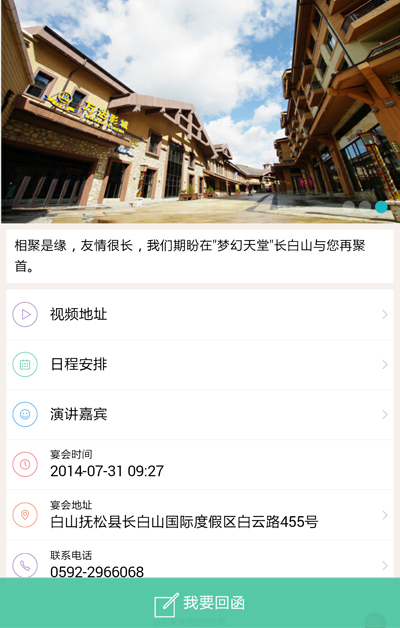 万达影城
相聚是缘，友情很长，我们期盼在"梦幻天堂"长白山与您再聚
首。
视频地址
日程安排
演讲嘉宾
宴会时间
2014-07-31 09:27
宴会地址
白山抚松县长白山国际度假区白云路455号
联系电话
0592-2966068
我要回函